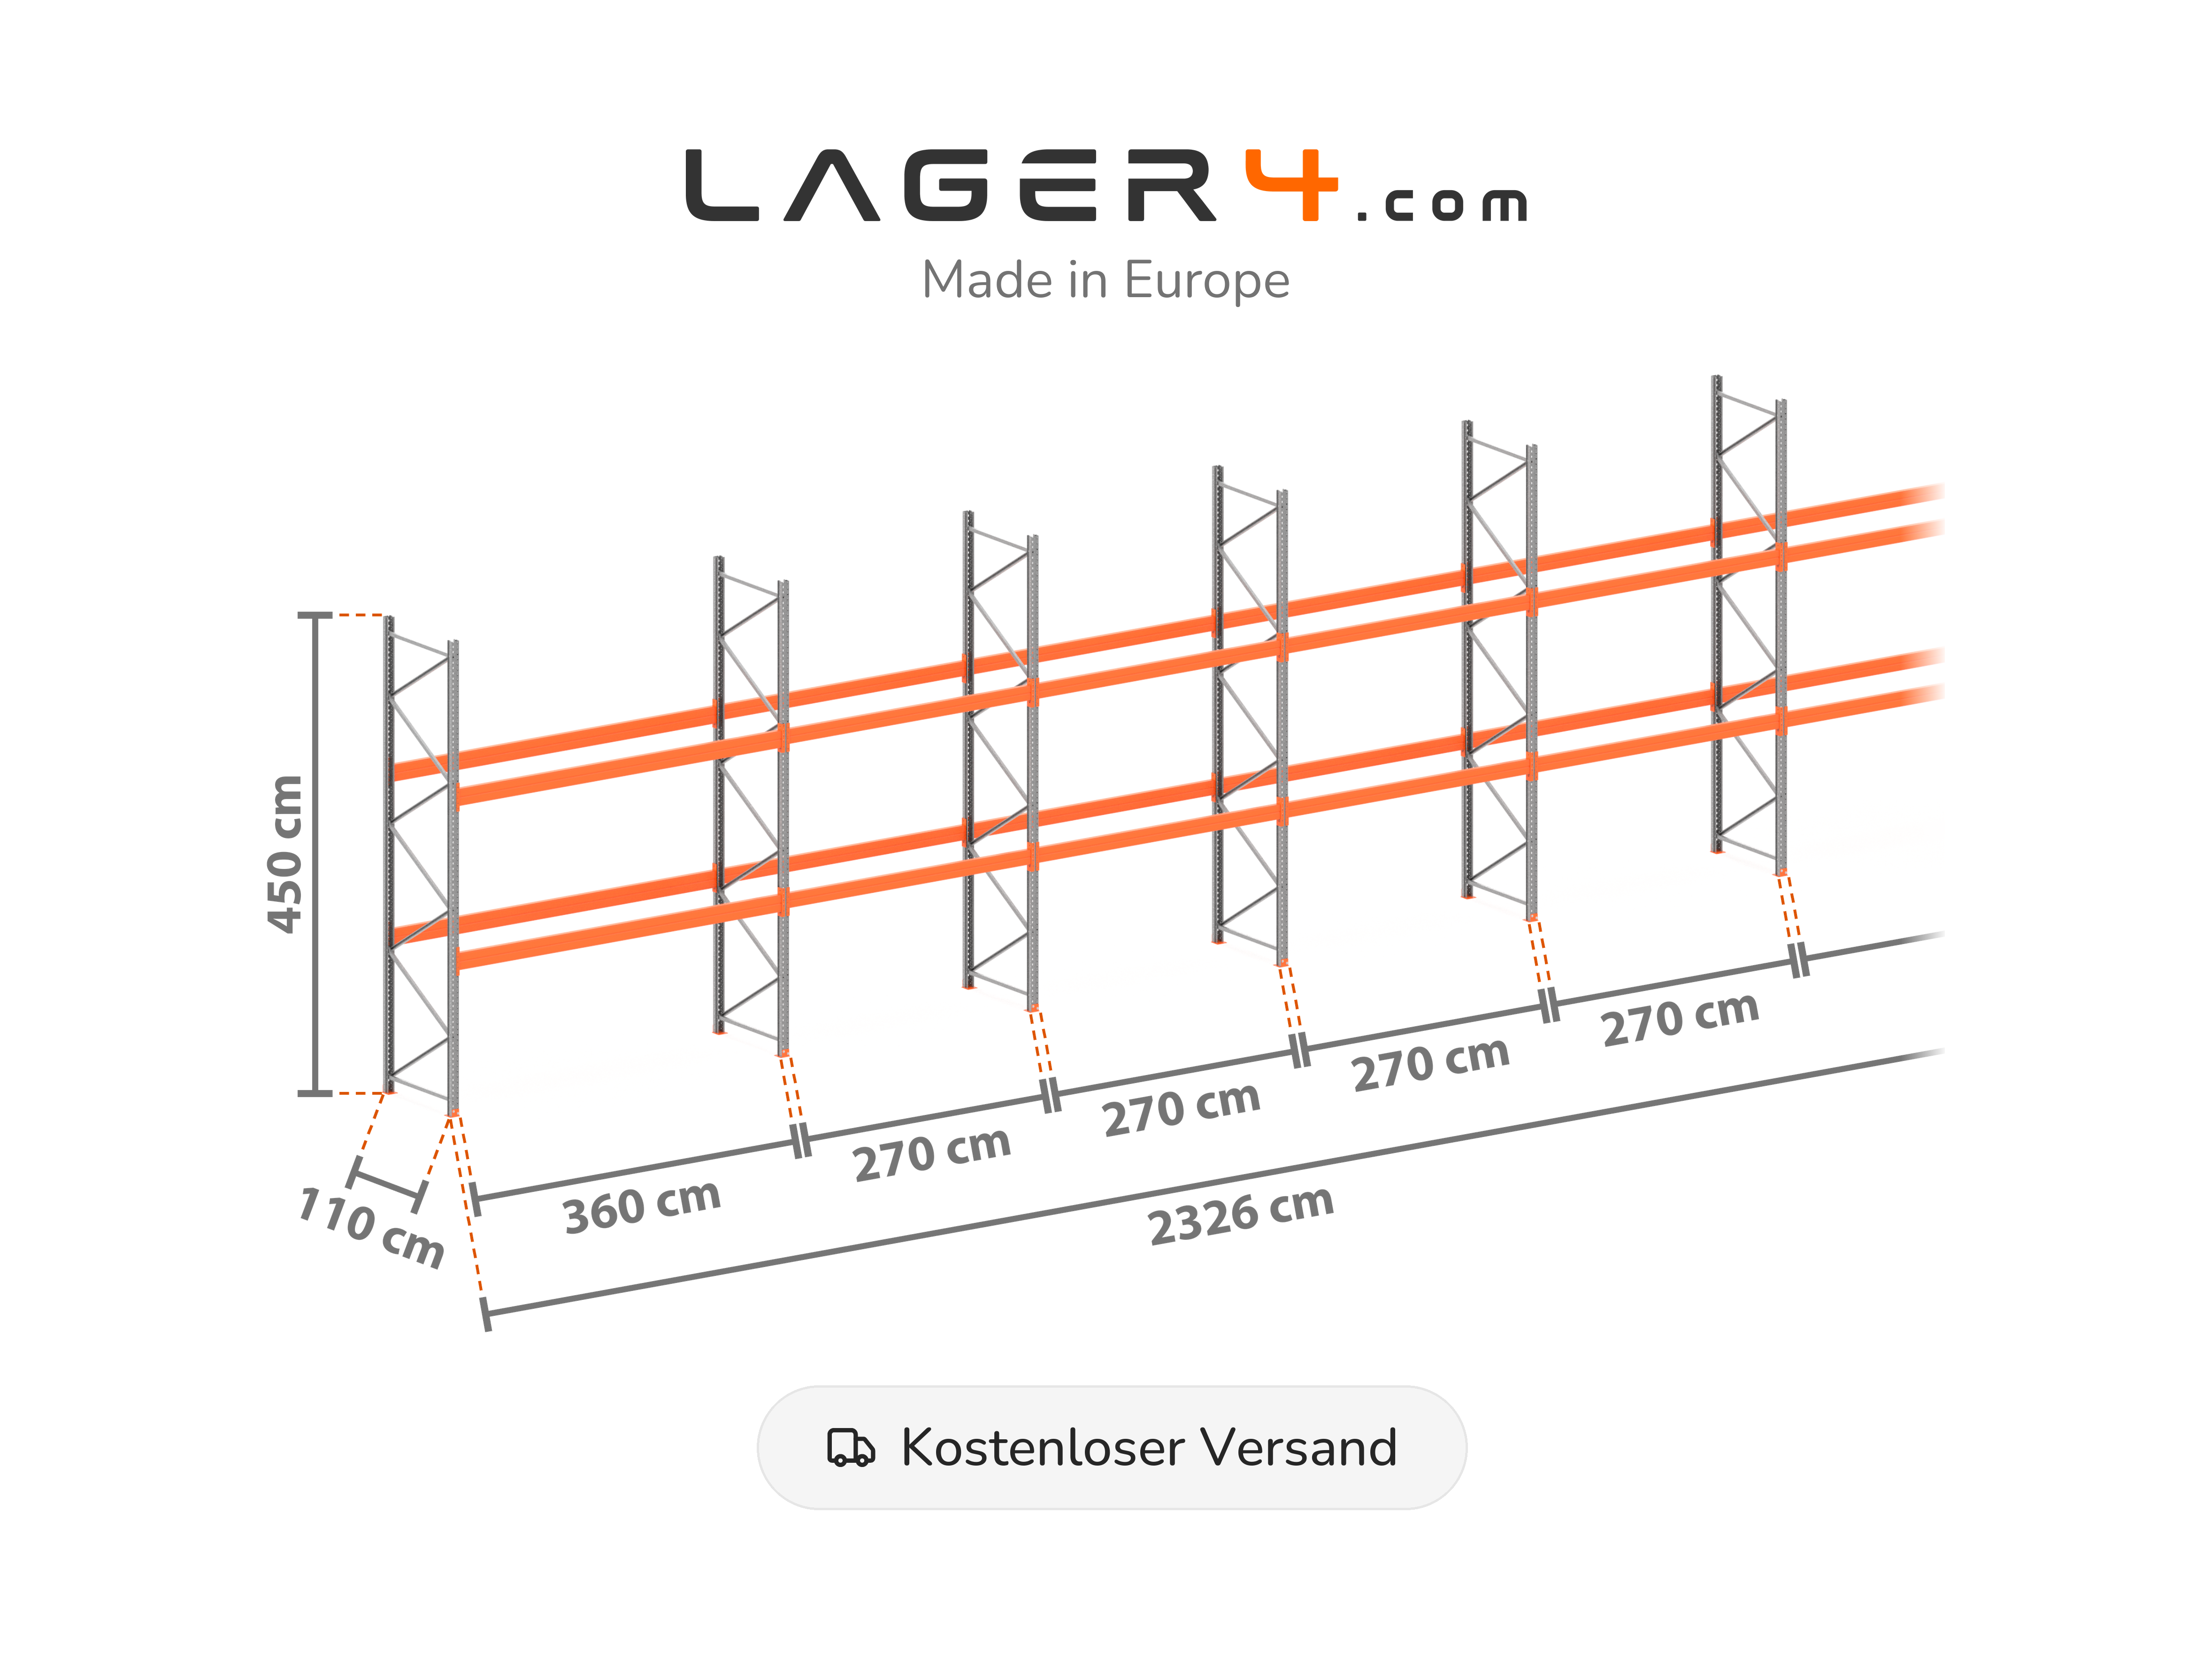 LAGER4.com
Made in Europe
450 cm
110 cm
360 cm
270 cm
270 cm
270 cm
270 cm
2326 cm
Kostenloser Versand